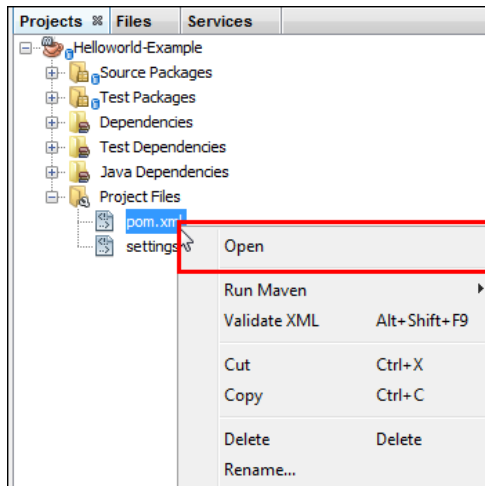 Projects Files Services
Helloworld-Example
Source Packages
Test Packages
Dependencies
Test Dependencies
Java Dependencies
Project Files
pom.xml
settings
Open
Run Maven
Validate XML Alt+Shift+F9
Cut Ctrl+X
Copy Ctrl+C
Delete Delete
Rename...